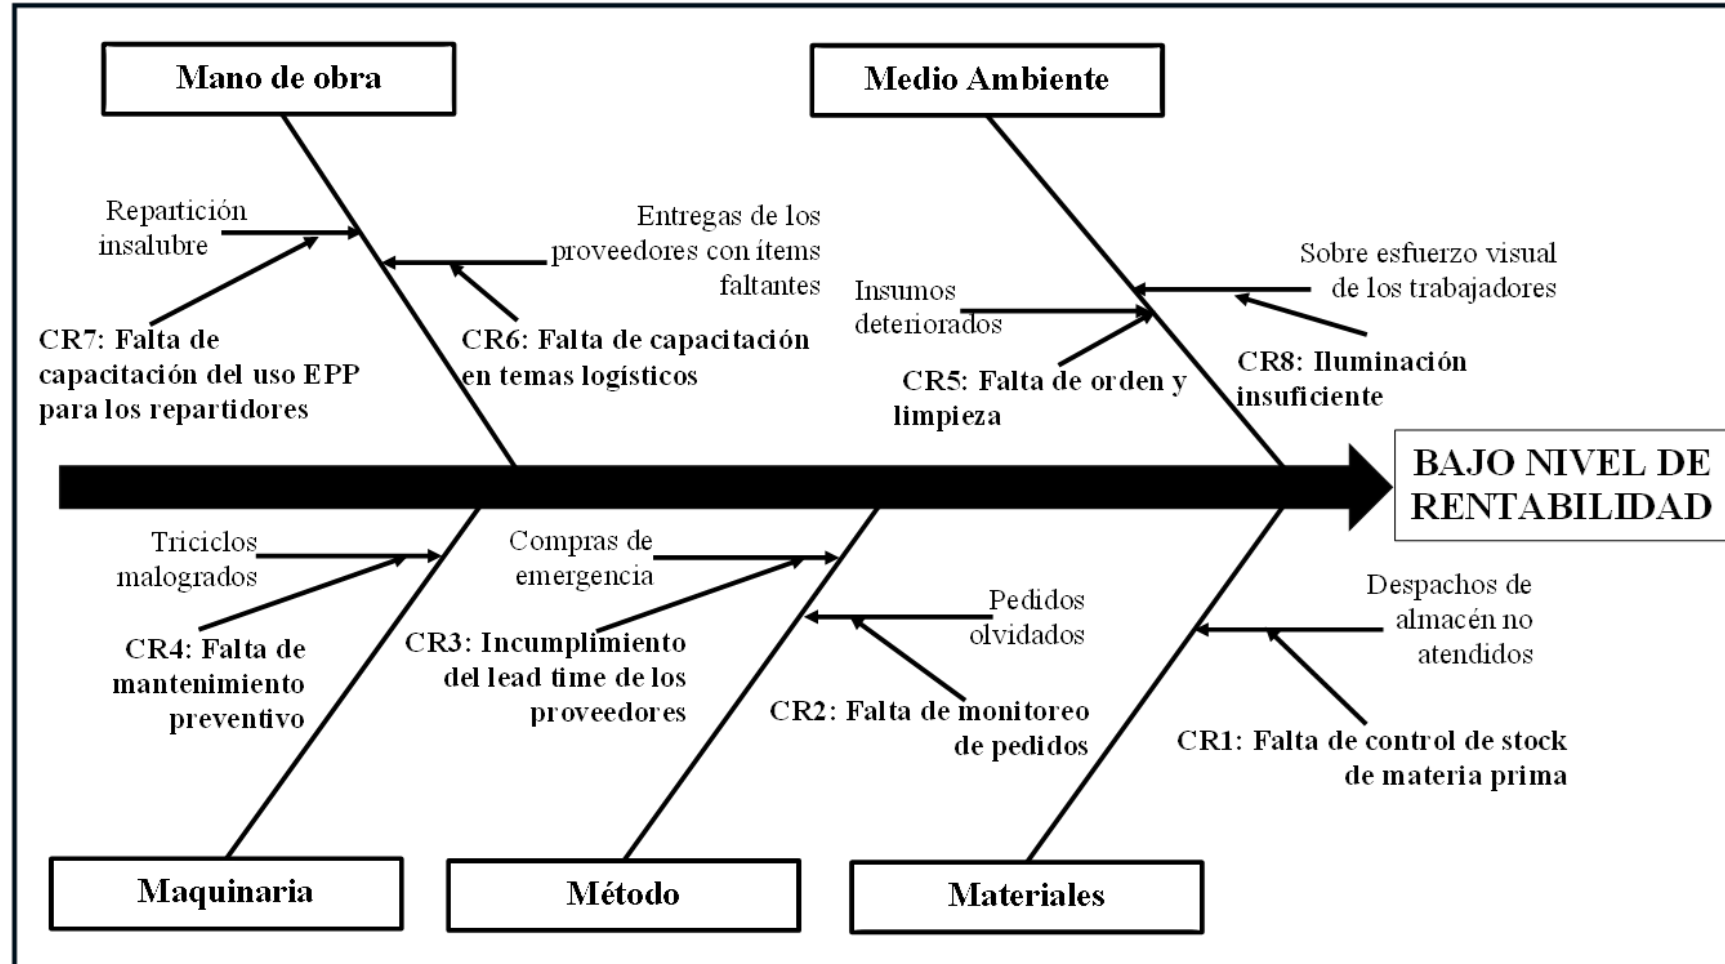 Mano de obra
Medio Ambiente
Repartición
insalubre
Entregas de los
proveedores con ítems
faltantes
CR7: Falta de
capacitación del uso EPP
para los repartidores
CR6: Falta de capacitación
en temas logísticos
Insumos
deteriorados
Sobre esfuerzo visual
de los trabajadores
CR5: Falta de orden y
limpieza
CR8: Iluminación
insuficiente
BAJO NIVEL DE
RENTABILIDAD
Triciclos
malogrados
CR4: Falta de
mantenimiento
preventivo
Compras de
emergencia
CR3: Incumplimiento
del lead time de los
proveedores
Pedidos
olvidados
CR2: Falta de monitoreo
de pedidos
Despachos de
almacén no
atendidos
CR1: Falta de control de stock
de materia prima
Maquinaria
Método
Materiales